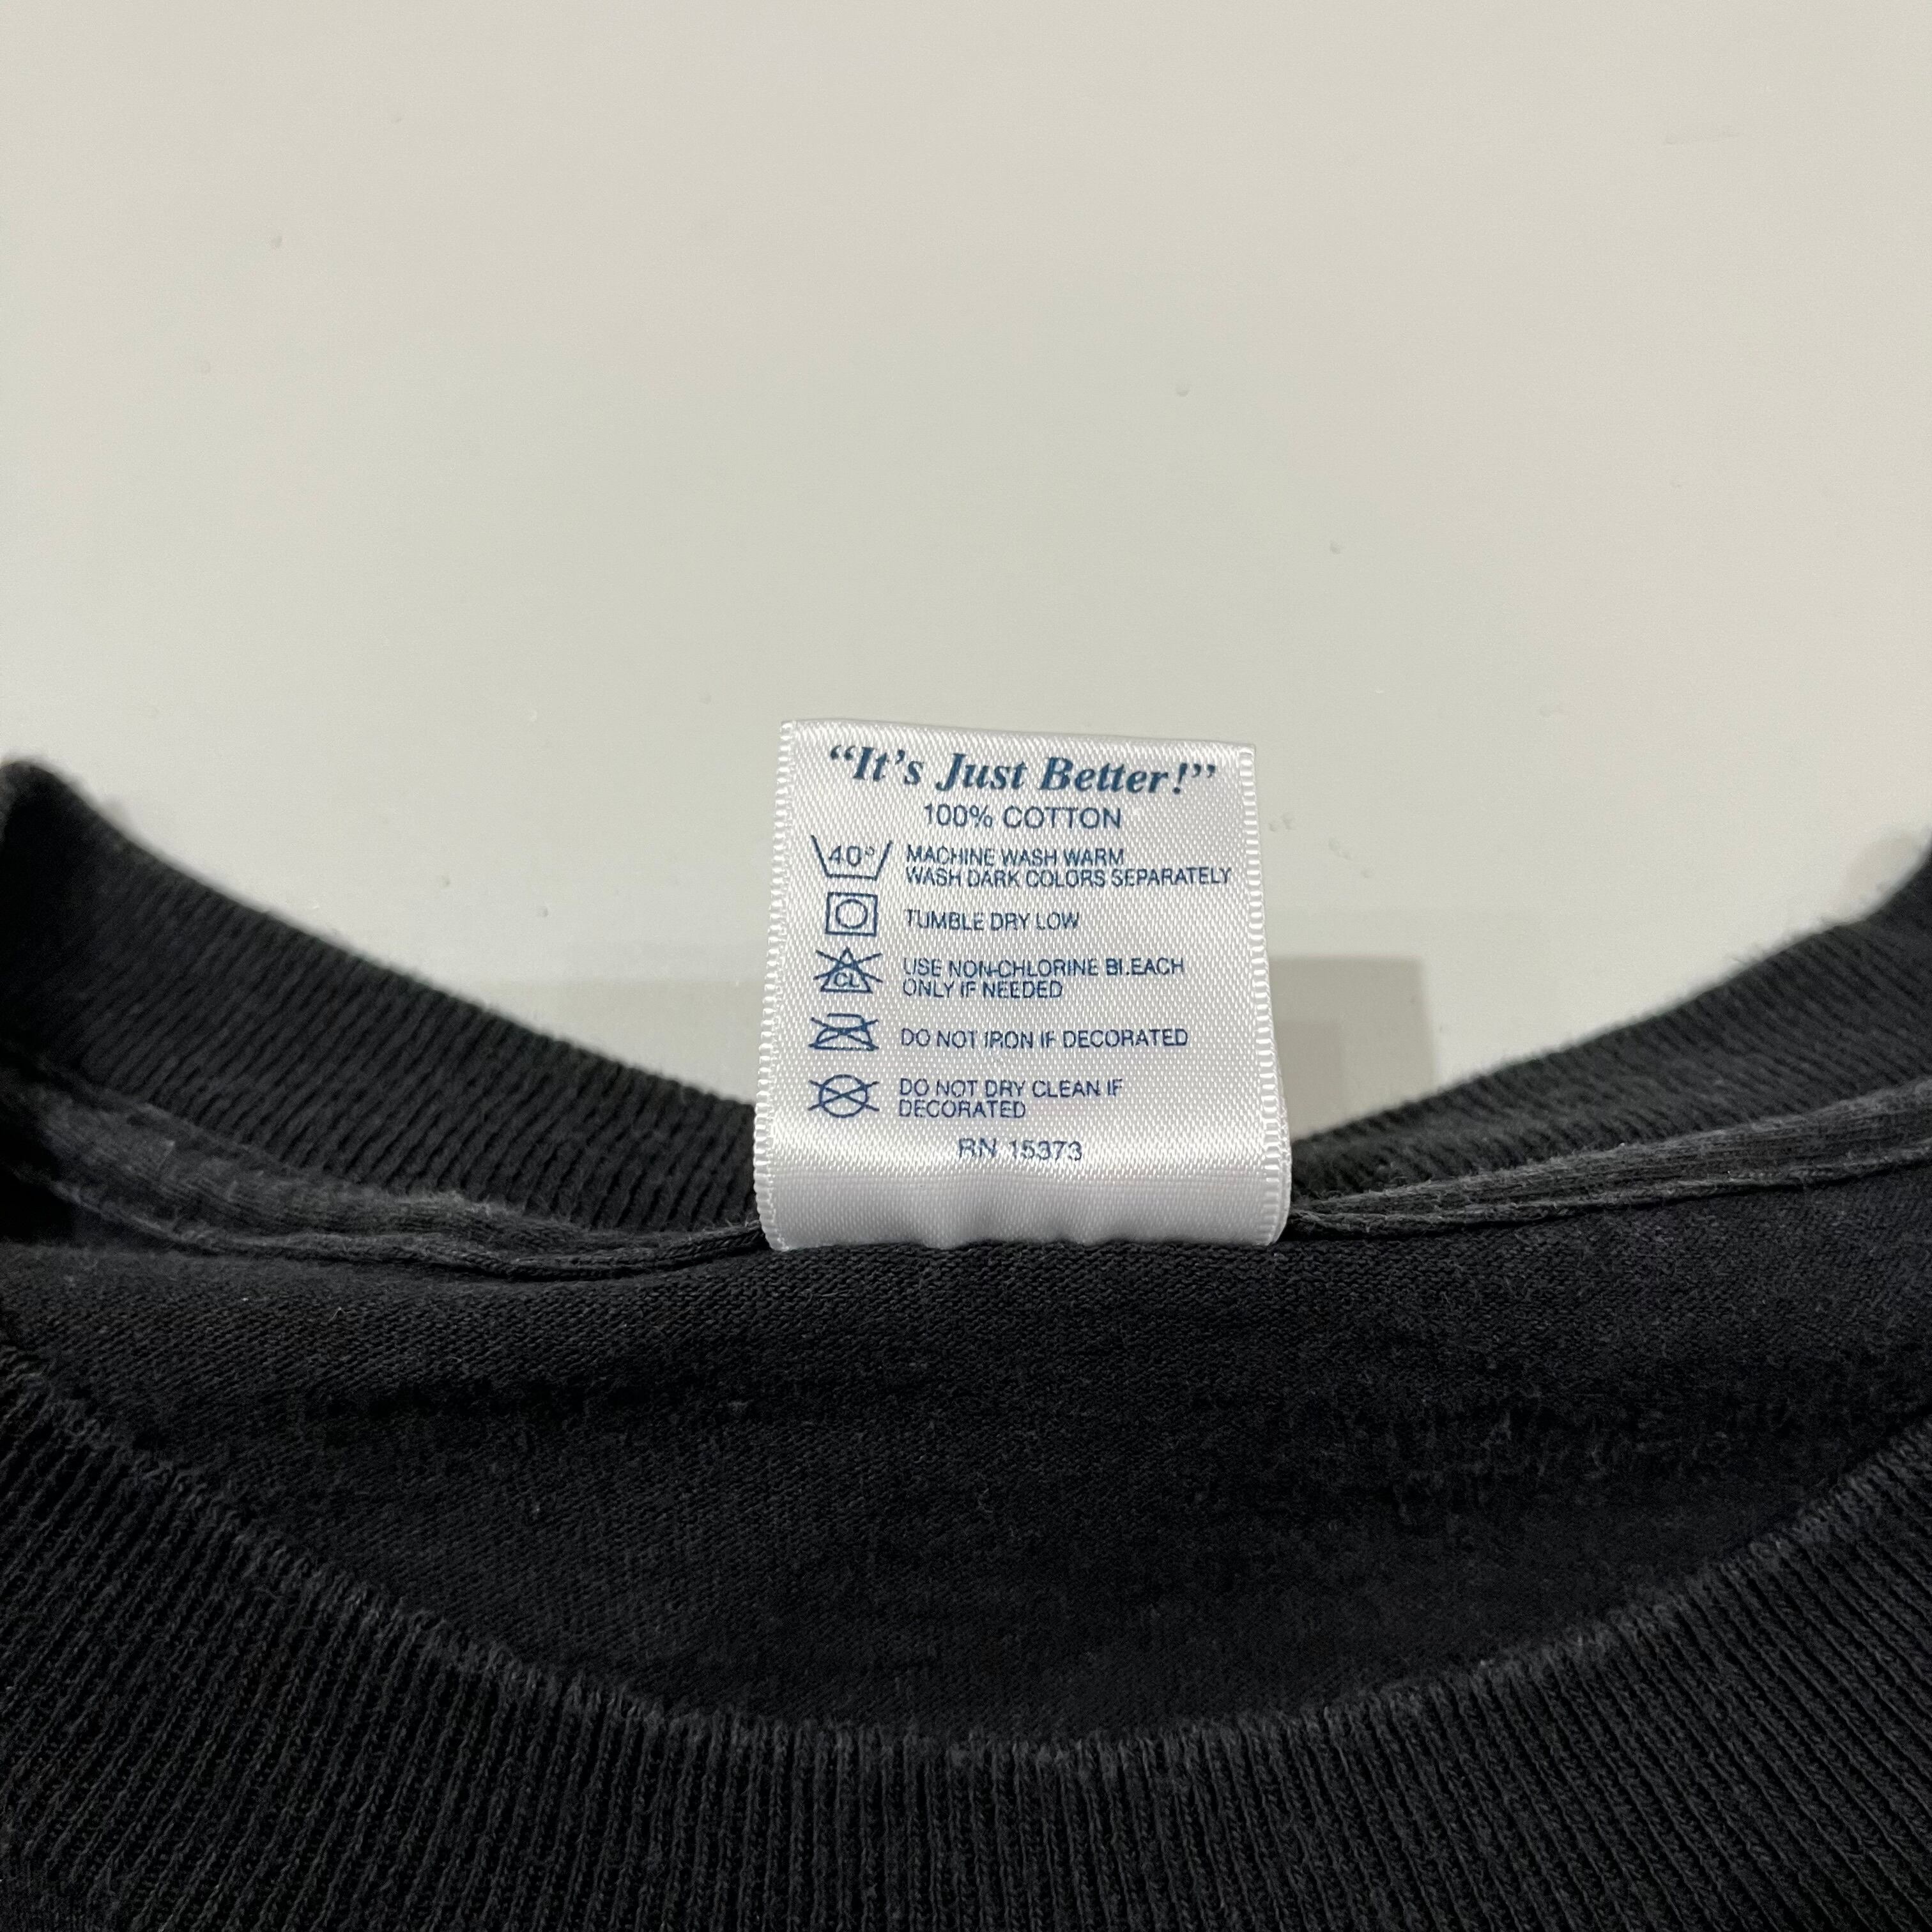 “It’s Just Better!”
100% COTTON
40° MACHINE WASH WARM
WASH DARK COLORS SEPARATELY
TUMBLE DRY LOW
CL USE NON-CHLORINE BLEACH
ONLY IF NEEDED
DO NOT IRON IF DECORATED
DO NOT DRY CLEAN IF
DECORATED
RN 15373